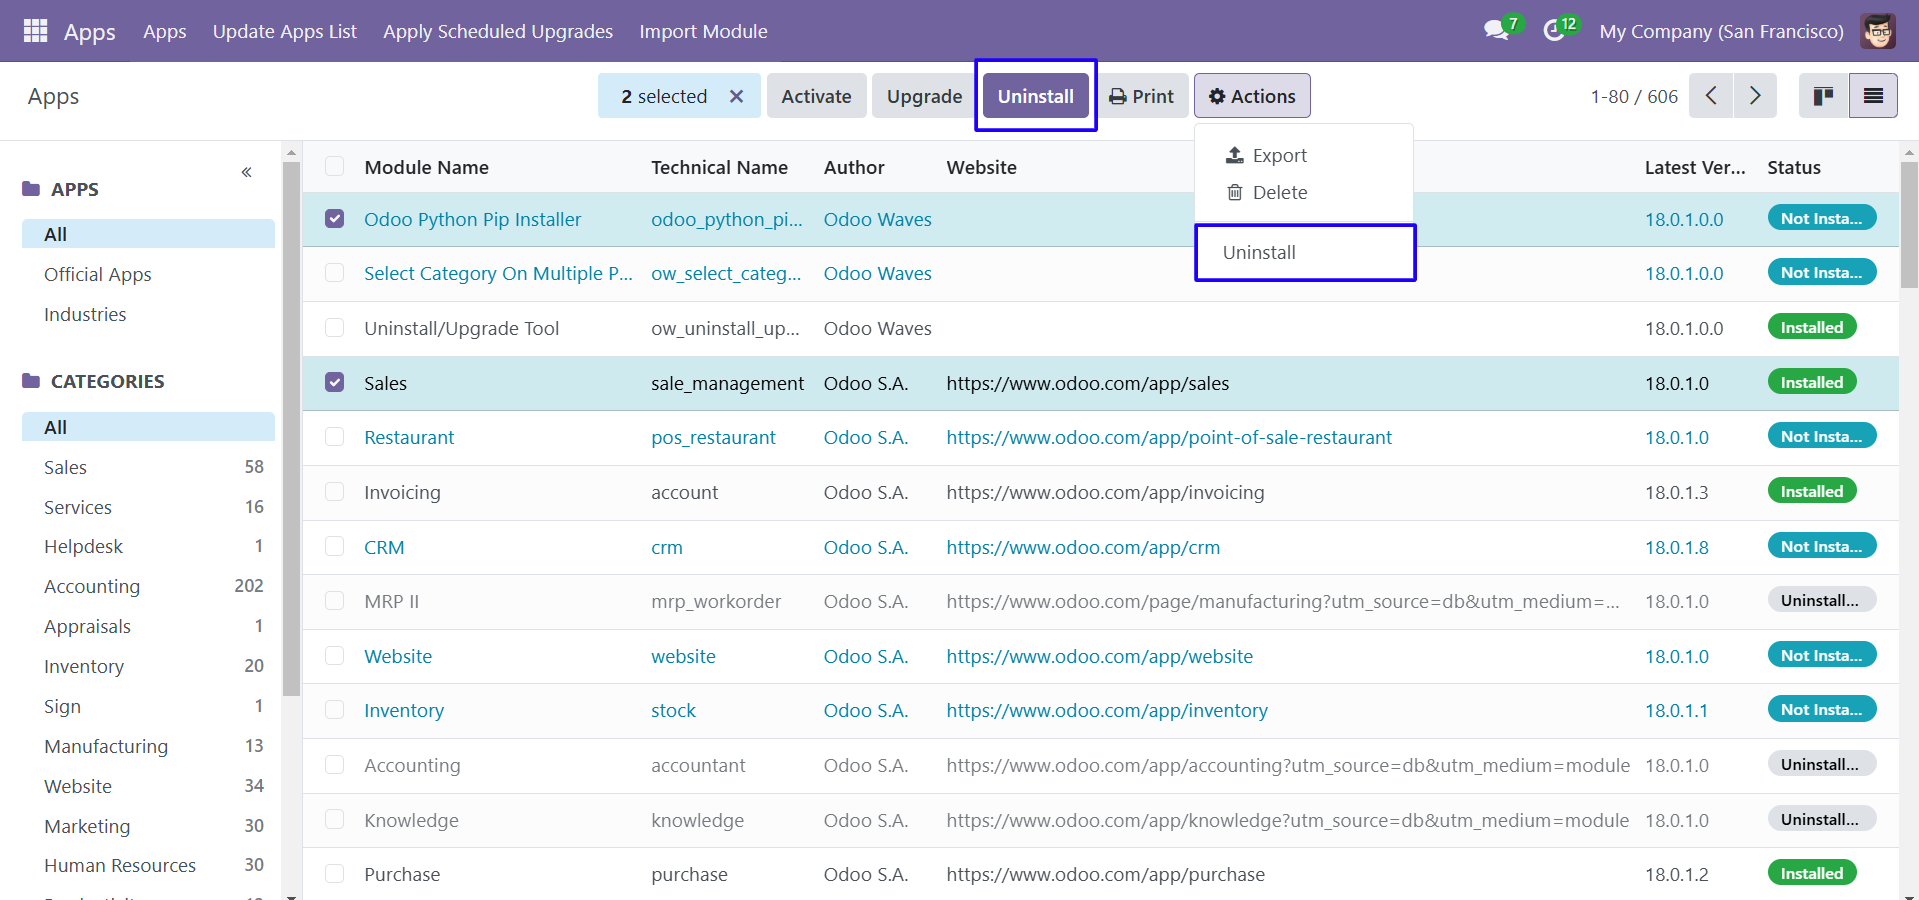 Apps Apps Update Apps List Apply Scheduled Upgrades Import Module 7 12 My Company (San Francisco)
Apps 2 selected Activate Upgrade Uninstall Print Actions 1-80 / 606
Export
Delete
Uninstall
APPS
All
Official Apps
Industries
CATEGORIES
All
Sales 58
Services 16
Helpdesk 1
Accounting 202
Appraisals 1
Inventory 20
Sign 1
Manufacturing 13
Website 34
Marketing 30
Human Resources 30
Module Name Technical Name Author Website Latest Ver... Status
Odoo Python Pip Installer odoo_python_pi... Odoo Waves 18.0.1.0.0 Not Insta...
Select Category On Multiple P... ow_select_categ... Odoo Waves 18.0.1.0.0 Not Insta...
Uninstall/Upgrade Tool ow_uninstall_up... Odoo Waves 18.0.1.0.0 Installed
Sales sale_management Odoo S.A. https://www.odoo.com/app/sales 18.0.1.0 Installed
Restaurant pos_restaurant Odoo S.A. https://www.odoo.com/app/point-of-sale-restaurant 18.0.1.0 Not Insta...
Invoicing account Odoo S.A. https://www.odoo.com/app/invoicing 18.0.1.3 Installed
CRM crm Odoo S.A. https://www.odoo.com/app/crm 18.0.1.8 Not Insta...
MRP II mrp_workorder Odoo S.A. https://www.odoo.com/page/manufacturing?utm_source=db&utm_medium=... 18.0.1.0 Uninstall...
Website website Odoo S.A. https://www.odoo.com/app/website 18.0.1.0 Not Insta...
Inventory stock Odoo S.A. https://www.odoo.com/app/inventory 18.0.1.1 Not Insta...
Accounting accountant Odoo S.A. https://www.odoo.com/app/accounting?utm_source=db&utm_medium=module 18.0.1.0 Uninstall...
Knowledge knowledge Odoo S.A. https://www.odoo.com/app/knowledge?utm_source=db&utm_medium=module 18.0.1.0 Uninstall...
Purchase purchase Odoo S.A. https://www.odoo.com/app/purchase 18.0.1.2 Installed